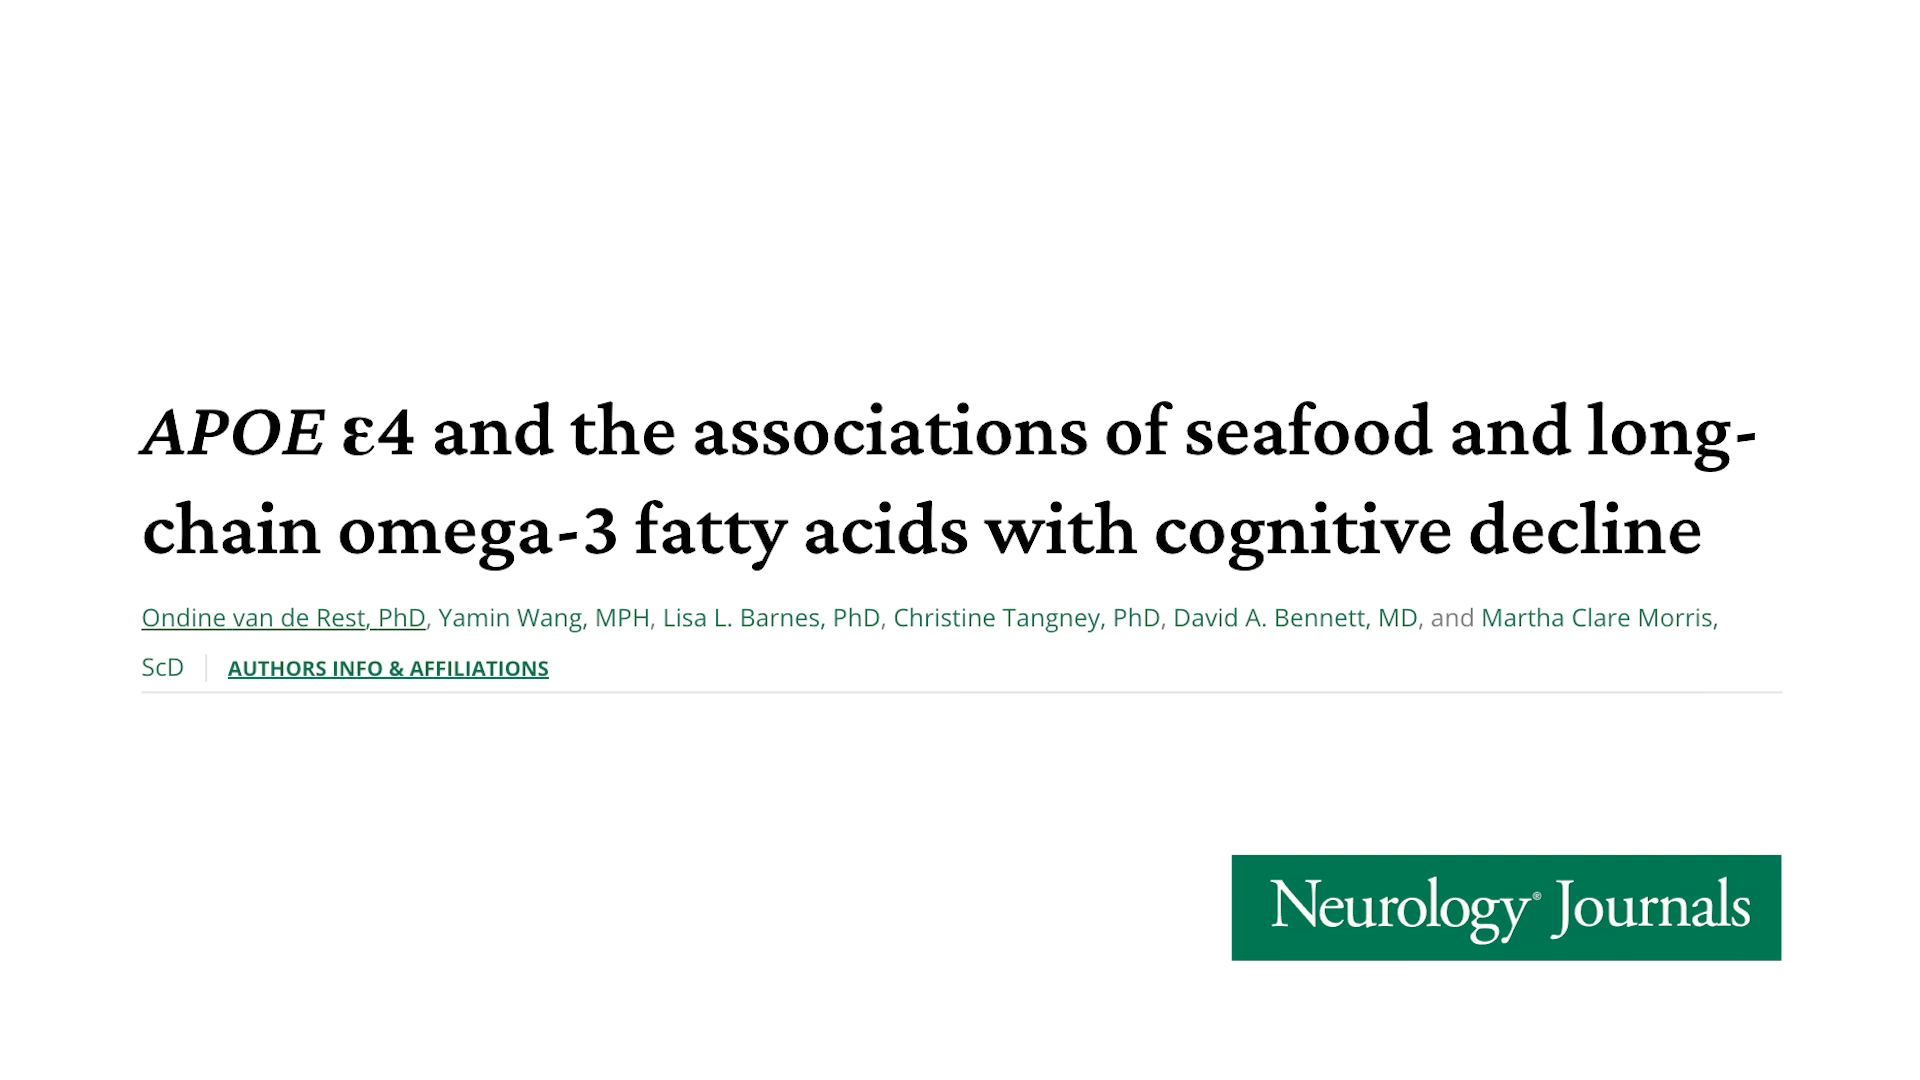 APOE ε4 and the associations of seafood and long-
chain omega-3 fatty acids with cognitive decline
Ondine van de Rest, PhD, Yamin Wang, MPH, Lisa L. Barnes, PhD, Christine Tangney, PhD, David A. Bennett, MD, and Martha Clare Morris,
ScD | AUTHORS INFO & AFFILIATIONS
Neurology® Journals